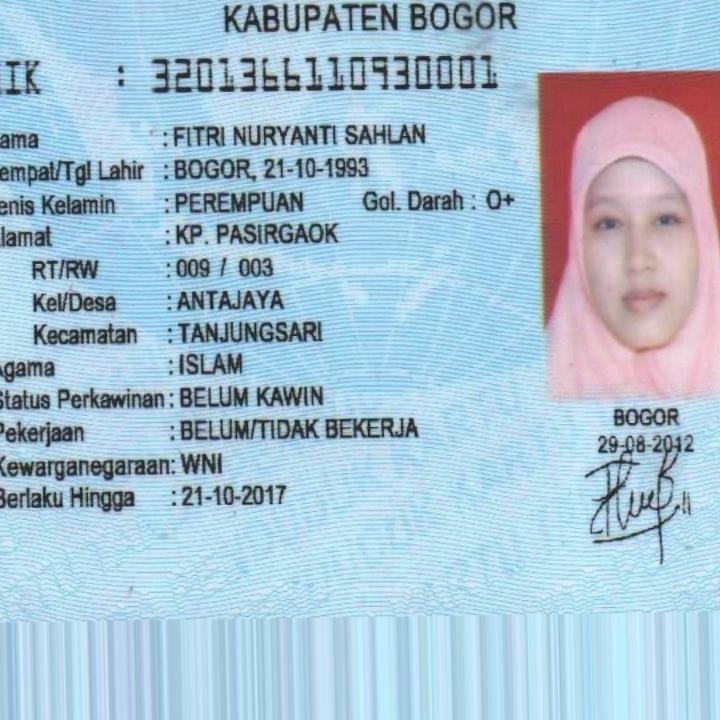 KABUPATEN BOGOR
IK : 3201366110930001
ama : FITRI NURYANTI SAHLAN
empat/Tgl Lahir : BOGOR, 21-10-1993
enis Kelamin : PEREMPUAN Gol. Darah : O+
lamat : KP. PASIRGAOK
RT/RW : 009 / 003
Kel/Desa : ANTAJAYA
Kecamatan : TANJUNGSARI
Agama : ISLAM
Status Perkawinan : BELUM KAWIN
Pekerjaan : BELUM/TIDAK BEKERJA
Kewarganegaraan: WNI
Berlaku Hingga : 21-10-2017
BOGOR
29-08-2012